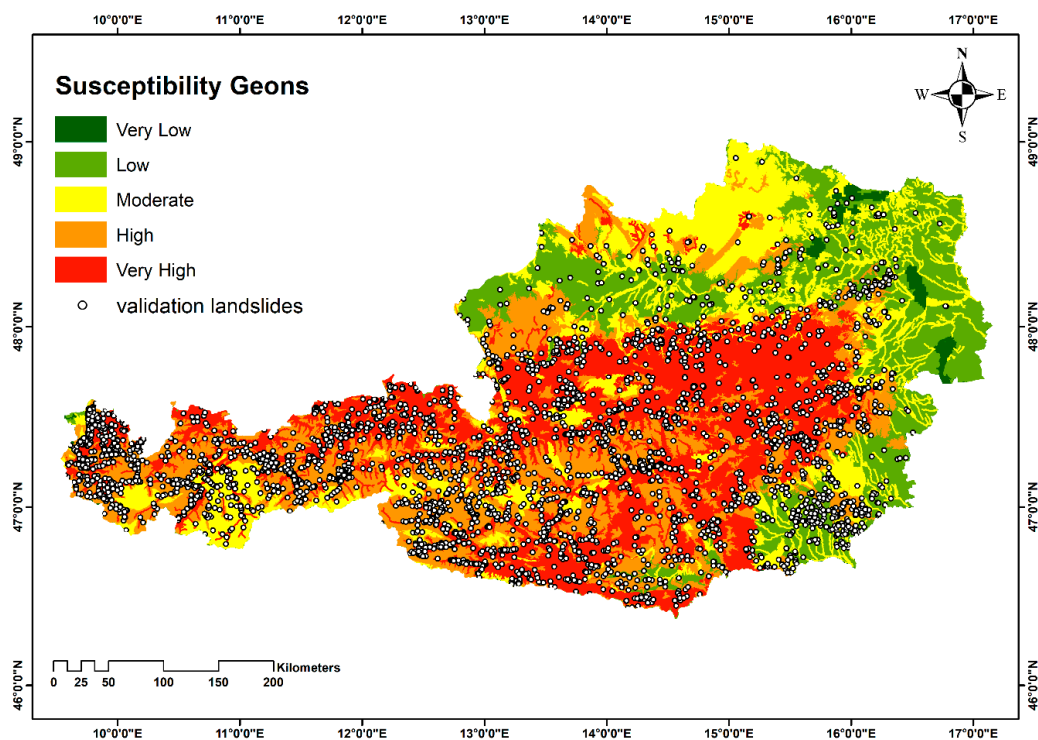 10°0'0"E 11°0'0"E 12°0'0"E 13°0'0"E 14°0'0"E 15°0'0"E 16°0'0"E 17°0'0"E
N
W E
S
Susceptibility Geons
Very Low
Low
Moderate
High
Very High
validation landslides
49°0'0"N 49°0'0"N
48°0'0"N 48°0'0"N
47°0'0"N 47°0'0"N
46°0'0"N 46°0'0"N
Kilometers
0 25 50 100 150 200
10°0'0"E 11°0'0"E 12°0'0"E 13°0'0"E 14°0'0"E 15°0'0"E 16°0'0"E 17°0'0"E